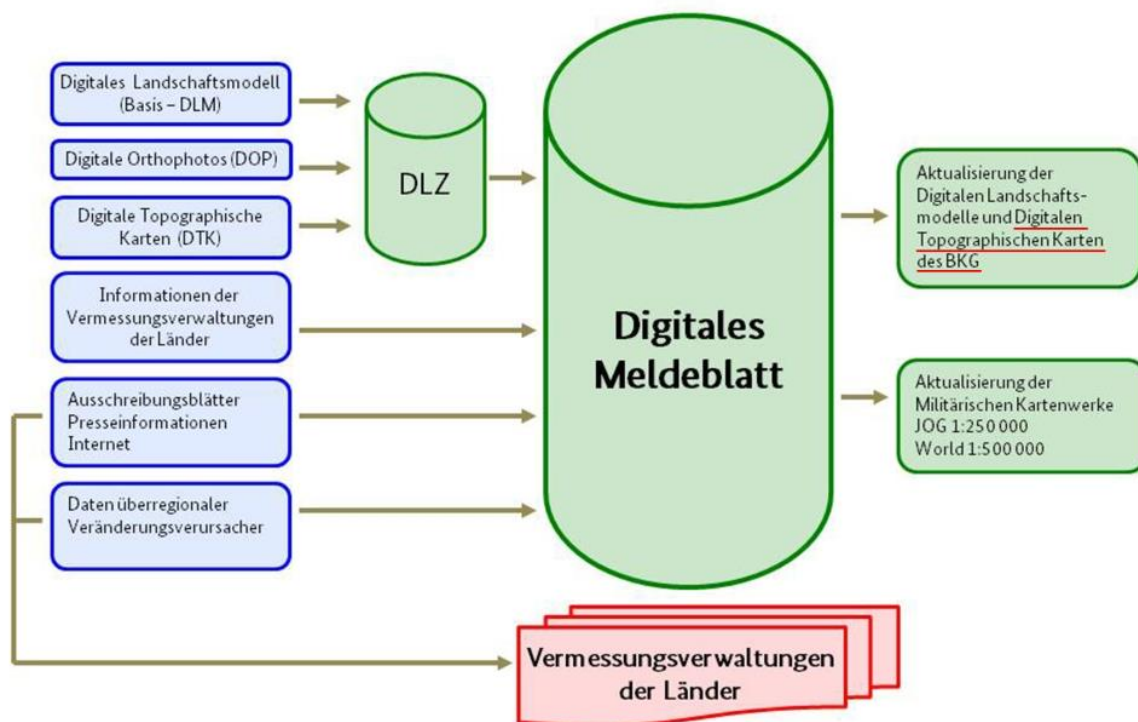 Digitales Landschaftsmodell
(Basis – DLM)
Digitale Orthophotos (DOP)
Digitale Topographische
Karten (DTK)
Informationen der
Vermessungsverwaltungen
der Länder
Ausschreibungsblätter
Presseinformationen
Internet
Daten überregionaler
Veränderungsverursacher
DLZ
Digitales
Meldeblatt
Aktualisierung der
Digitalen Landschafts-
modelle und Digitalen
Topographischen Karten
des BKG
Aktualisierung der
Militärischen Kartenwerke
JOG 1:250 000
World 1:500 000
Vermessungsverwaltungen
der Länder